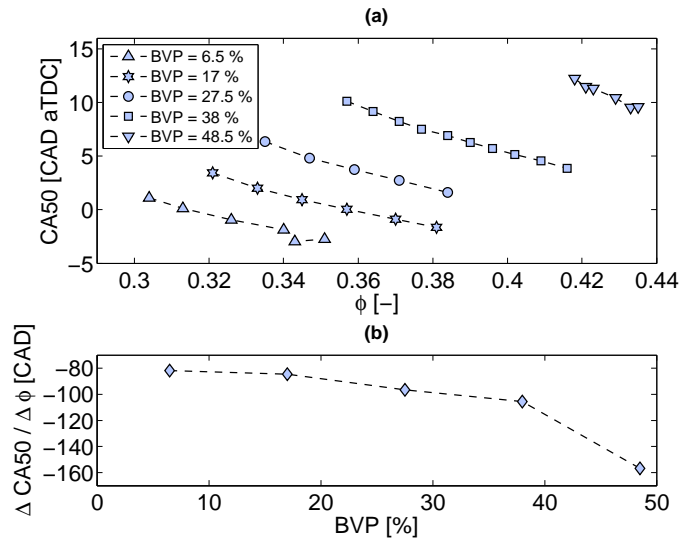 (a)
CA50 [CAD aTDC]
15
10
5
0
−5
BVP = 6.5 %
BVP = 17 %
BVP = 27.5 %
BVP = 38 %
BVP = 48.5 %
0.3 0.32 0.34 0.36 0.38 0.4 0.42 0.44
ϕ [−]
(b)
Δ CA50 / Δ ϕ [CAD]
−80
−100
−120
−140
−160
0 10 20 30 40 50
BVP [%]